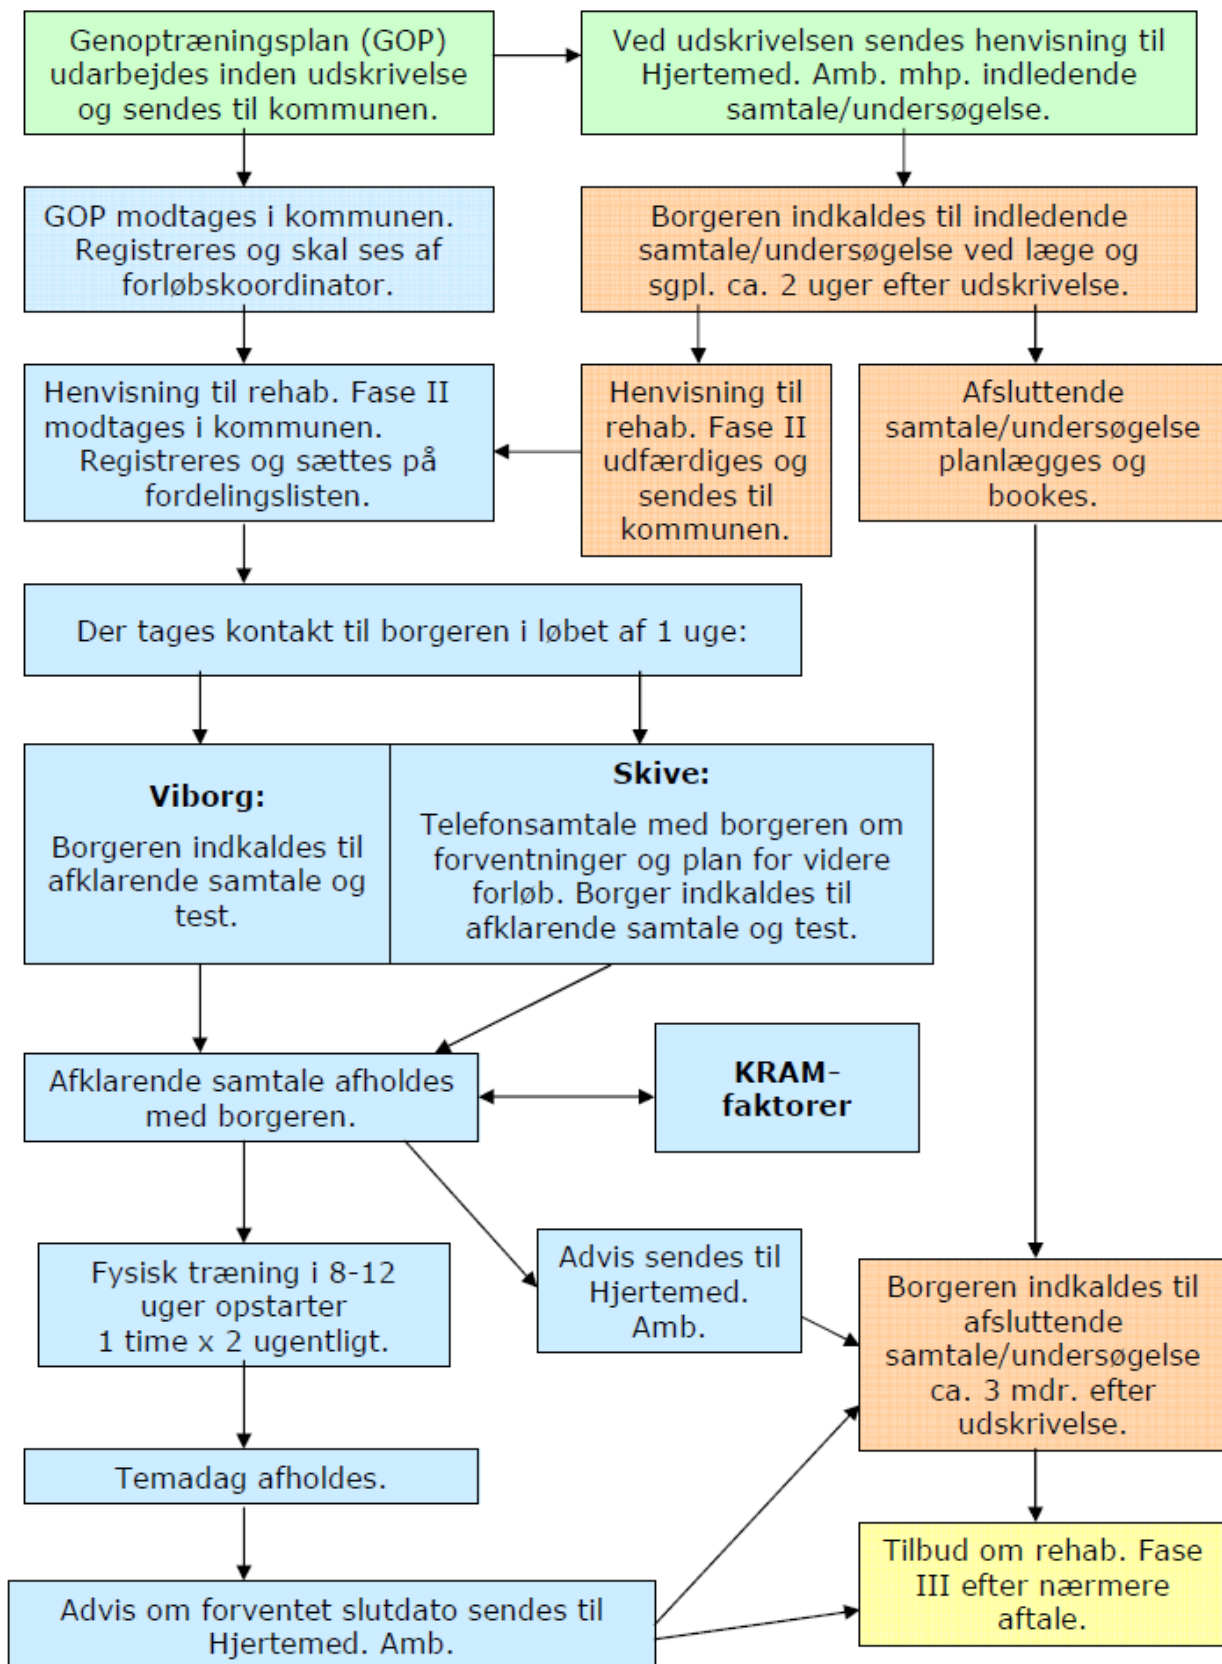 Genoptræningsplan (GOP)
udarbejdes inden udskrivelse
og sendes til kommunen.
Ved udskrivelsen sendes henvisning til
Hjertemed. Amb. mhp. indledende
samtale/undersøgelse.
GOP modtages i kommunen.
Registreres og skal ses af
forløbskoordinator.
Borgeren indkaldes til indledende
samtale/undersøgelse ved læge og
sgpl. ca. 2 uger efter udskrivelse.
Henvisning til rehab. Fase II
modtages i kommunen.
Registreres og sættes på
fordelingslisten.
Henvisning til
rehab. Fase II
udfærdiges og
sendes til
kommunen.
Afsluttende
samtale/undersøgelse
planlægges og
bookes.
Der tages kontakt til borgeren i løbet af 1 uge:
Viborg:
Borgeren indkaldes til
afklarende samtale og
test.
Skive:
Telefonsamtale med borgeren om
forventninger og plan for videre
forløb. Borger indkaldes til
afklarende samtale og test.
Afklarende samtale afholdes
med borgeren.
KRAM-
faktorer
Fysisk træning i 8-12
uger opstarter
1 time x 2 ugentligt.
Advis sendes til
Hjertemed.
Amb.
Borgeren indkaldes til
afsluttende
samtale/undersøgelse
ca. 3 mdr. efter
udskrivelse.
Temadag afholdes.
Advis om forventet slutdato sendes til
Hjertemed. Amb.
Tilbud om rehab. Fase
III efter nærmere
aftale.